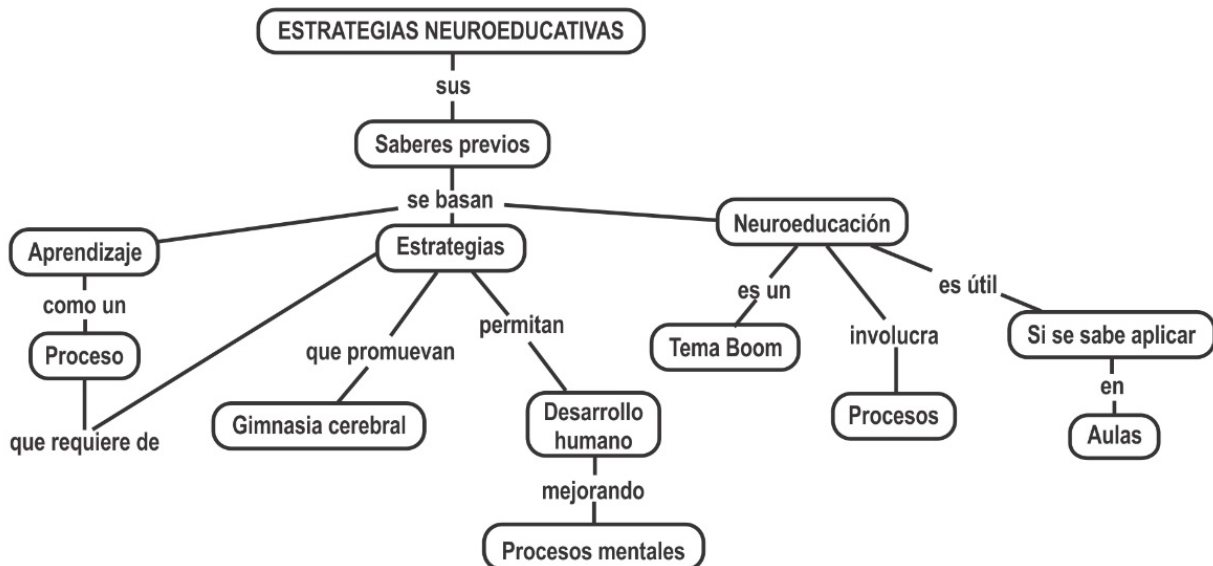 ESTRATEGIAS NEUROEDUCATIVAS
sus
Saberes previos
se basan
Aprendizaje
como un
Proceso
que requiere de
Estrategias
que promuevan
Gimnasia cerebral
permitan
Desarrollo
humano
mejorando
Procesos mentales
Neuroeducación
es un
Tema Boom
involucra
Procesos
es útil
Si se sabe aplicar
en
Aulas